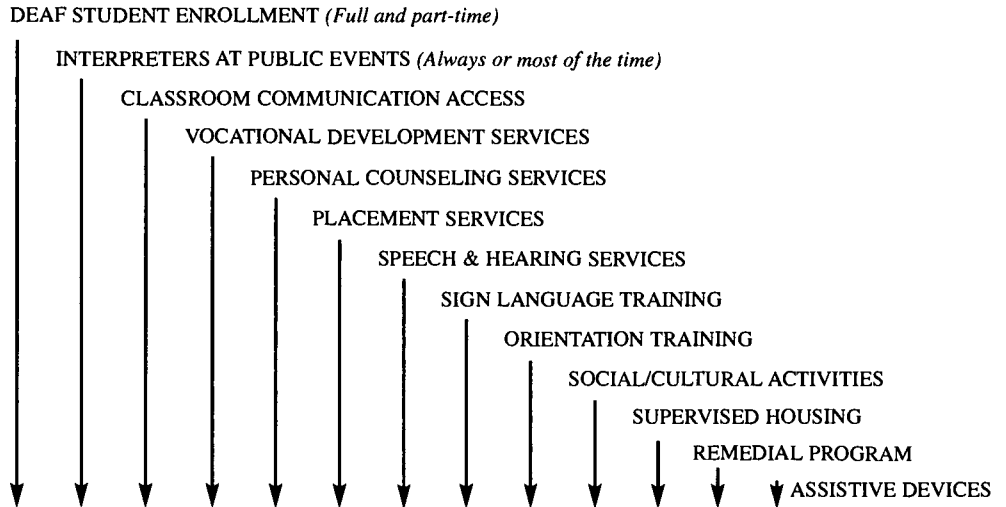 DEAF STUDENT ENROLLMENT (Full and part-time)
INTERPRETERS AT PUBLIC EVENTS (Always or most of the time)
CLASSROOM COMMUNICATION ACCESS
VOCATIONAL DEVELOPMENT SERVICES
PERSONAL COUNSELING SERVICES
PLACEMENT SERVICES
SPEECH & HEARING SERVICES
SIGN LANGUAGE TRAINING
ORIENTATION TRAINING
SOCIAL/CULTURAL ACTIVITIES
SUPERVISED HOUSING
REMEDIAL PROGRAM
ASSISTIVE DEVICES